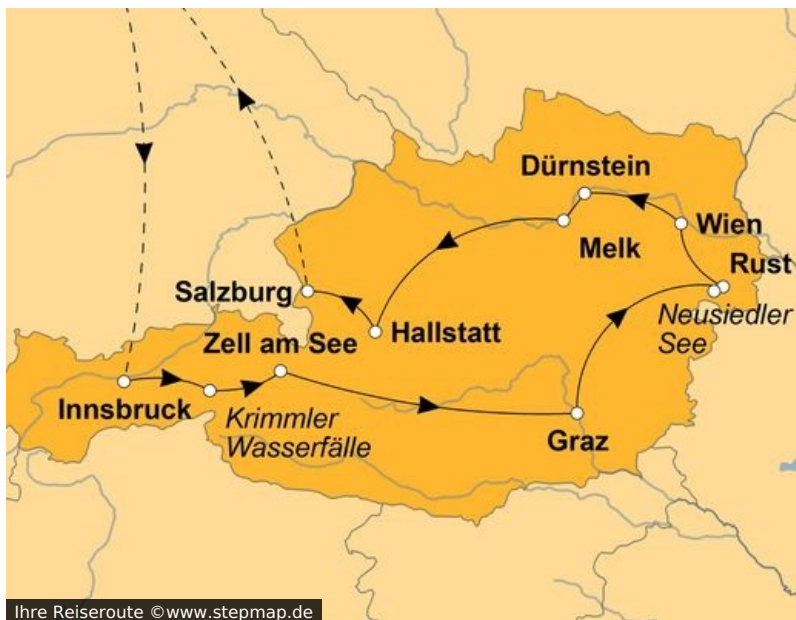 Dürnstein
Wien
Melk
Rust
Salzburg
Neusiedler
See
Hallstatt
Zell am See
Innsbruck
Krimmler
Wasserfälle
Graz
Ihre Reiseroute ©www.stepmap.de